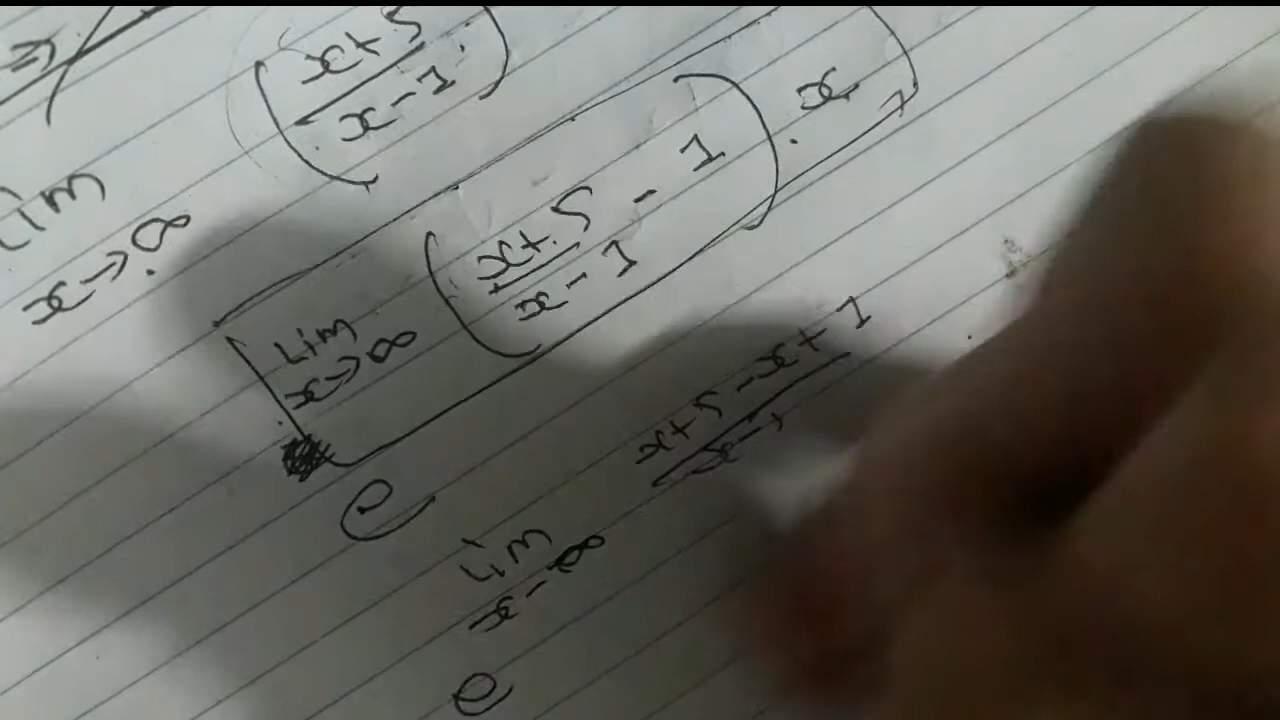 lim x→∞ (x+5/x-1)
e lim x→∞ (x+5/x-1 - 1) . x
e lim x-∞ x+5-x+1/x-1